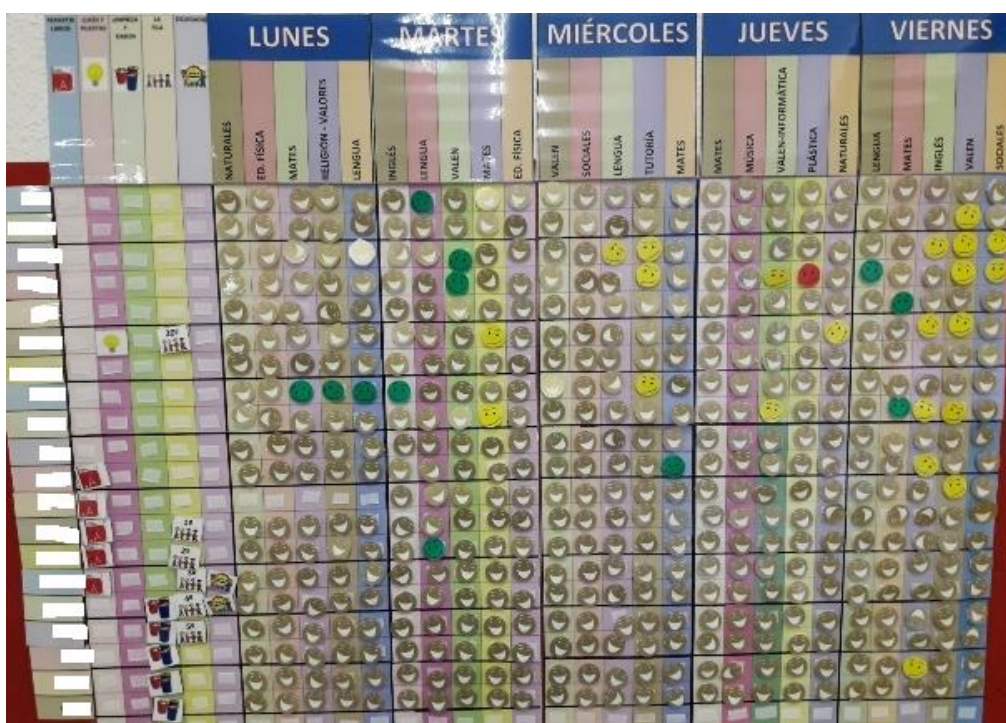 REPARTIR LIBROS
LUCES Y PUERTAS
LIMPIEZA Y
LA FILA
LUNES
MARTES
MIÉRCOLES
JUEVES
VIERNES
NATURALES
ED. FÍSICA
MATES
RELIGIÓN - VALORES
LENGUA
INGLÉS
LENGUA
VALEN
MATES
ED. FÍSICA
VALEN
SOCIALES
LENGUA
TUTORÍA
MATES
MATES
MÚSICA
VALEN-INFORMÁTICA
PLÁSTICA
NATURALES
LENGUA
MATES
INGLÉS
VALEN
SOCIALES